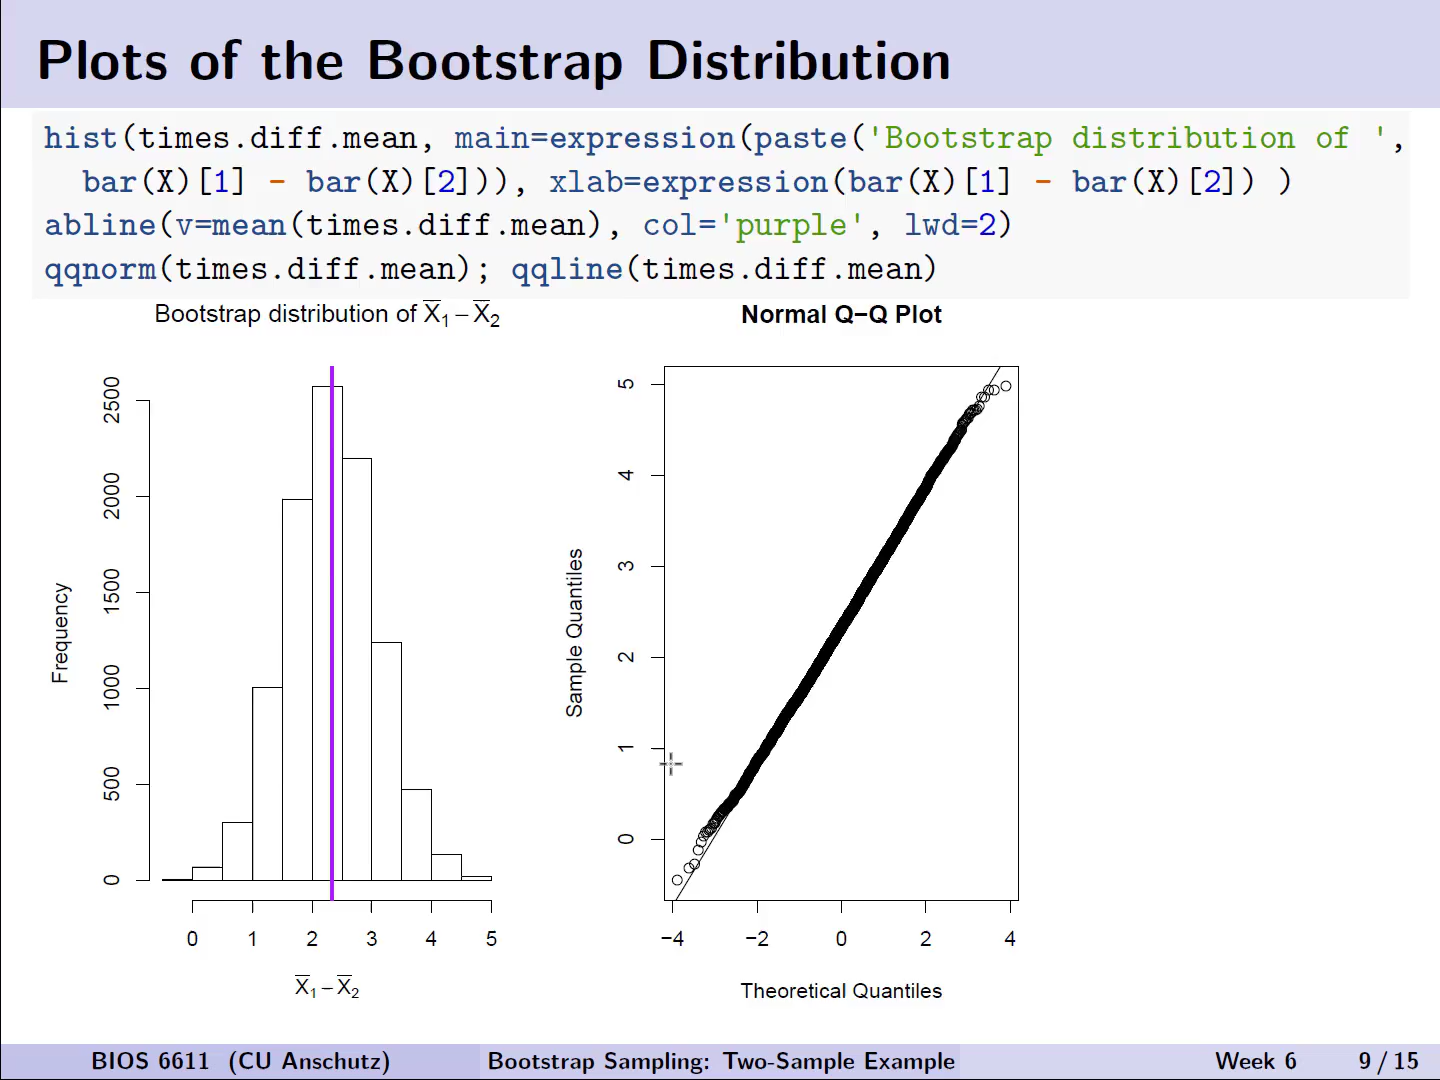 Plots of the Bootstrap Distribution
hist(times.diff.mean, main=expression(paste('Bootstrap distribution of ',
bar(X)[1] - bar(X)[2])), xlab=expression(bar(X)[1] - bar(X)[2]) )
abline(v=mean(times.diff.mean), col='purple', lwd=2)
qqnorm(times.diff.mean); qqline(times.diff.mean)
Bootstrap distribution of X̅₁ – X̅₂
Frequency
0 500 1000 1500 2000 2500
0 1 2 3 4 5
X̅₁ – X̅₂
Normal Q−Q Plot
Sample Quantiles
0 1 2 3 4 5
−4 −2 0 2 4
Theoretical Quantiles
BIOS 6611 (CU Anschutz) Bootstrap Sampling: Two-Sample Example Week 6 9 / 15